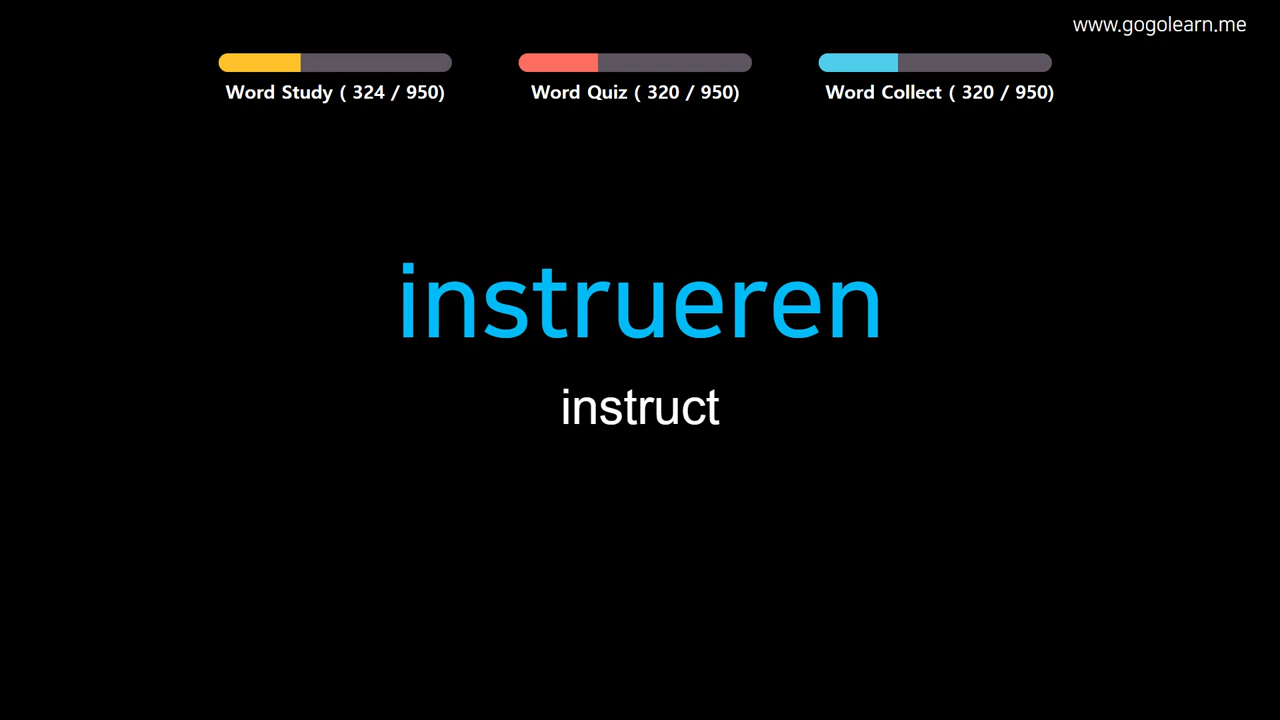 www.gogolearn.me
Word Study ( 324 / 950)
Word Quiz ( 320 / 950)
Word Collect ( 320 / 950)
instrueren
instruct